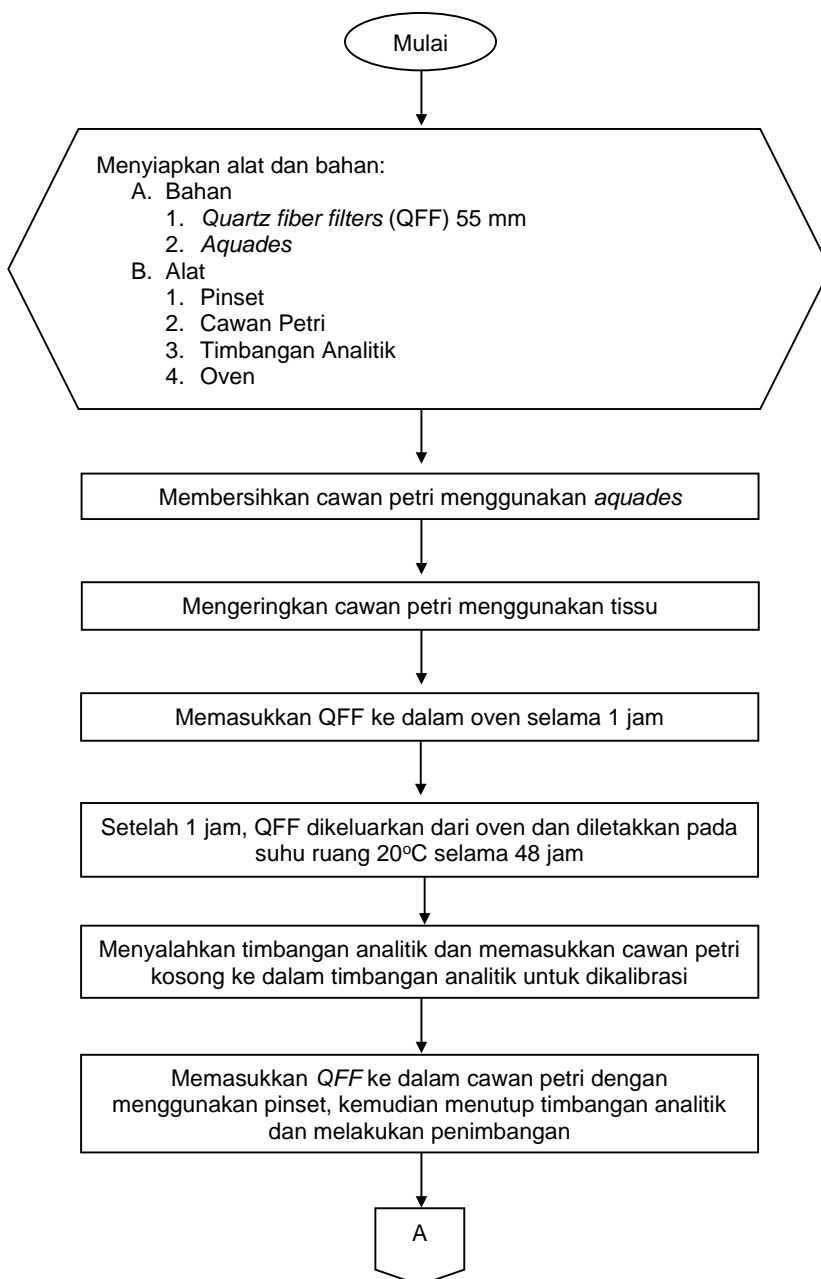 Mulai
Menyiapkan alat dan bahan:
A. Bahan
1. Quartz fiber filters (QFF) 55 mm
2. Aquades
B. Alat
1. Pinset
2. Cawan Petri
3. Timbangan Analitik
4. Oven
Membersihkan cawan petri menggunakan aquades
Mengeringkan cawan petri menggunakan tissu
Memasukkan QFF ke dalam oven selama 1 jam
Setelah 1 jam, QFF dikeluarkan dari oven dan diletakkan pada
suhu ruang 20°C selama 48 jam
Menyalahkan timbangan analitik dan memasukkan cawan petri
kosong ke dalam timbangan analitik untuk dikalibrasi
Memasukkan QFF ke dalam cawan petri dengan
menggunakan pinset, kemudian menutup timbangan analitik
dan melakukan penimbangan
A